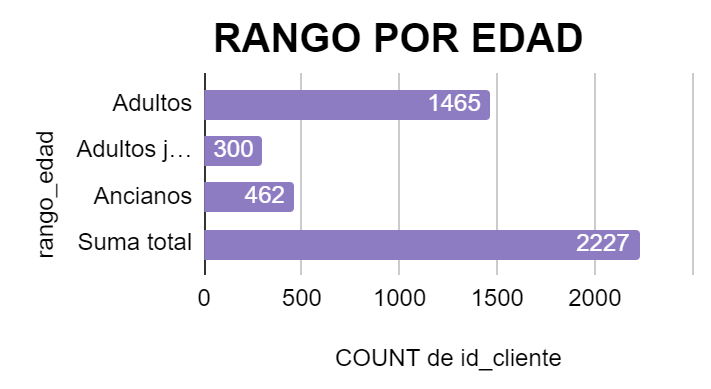 RANGO POR EDAD
rango_edad
Adultos 1465
Adultos j… 300
Ancianos 462
Suma total 2227
0 500 1000 1500 2000
COUNT de id_cliente